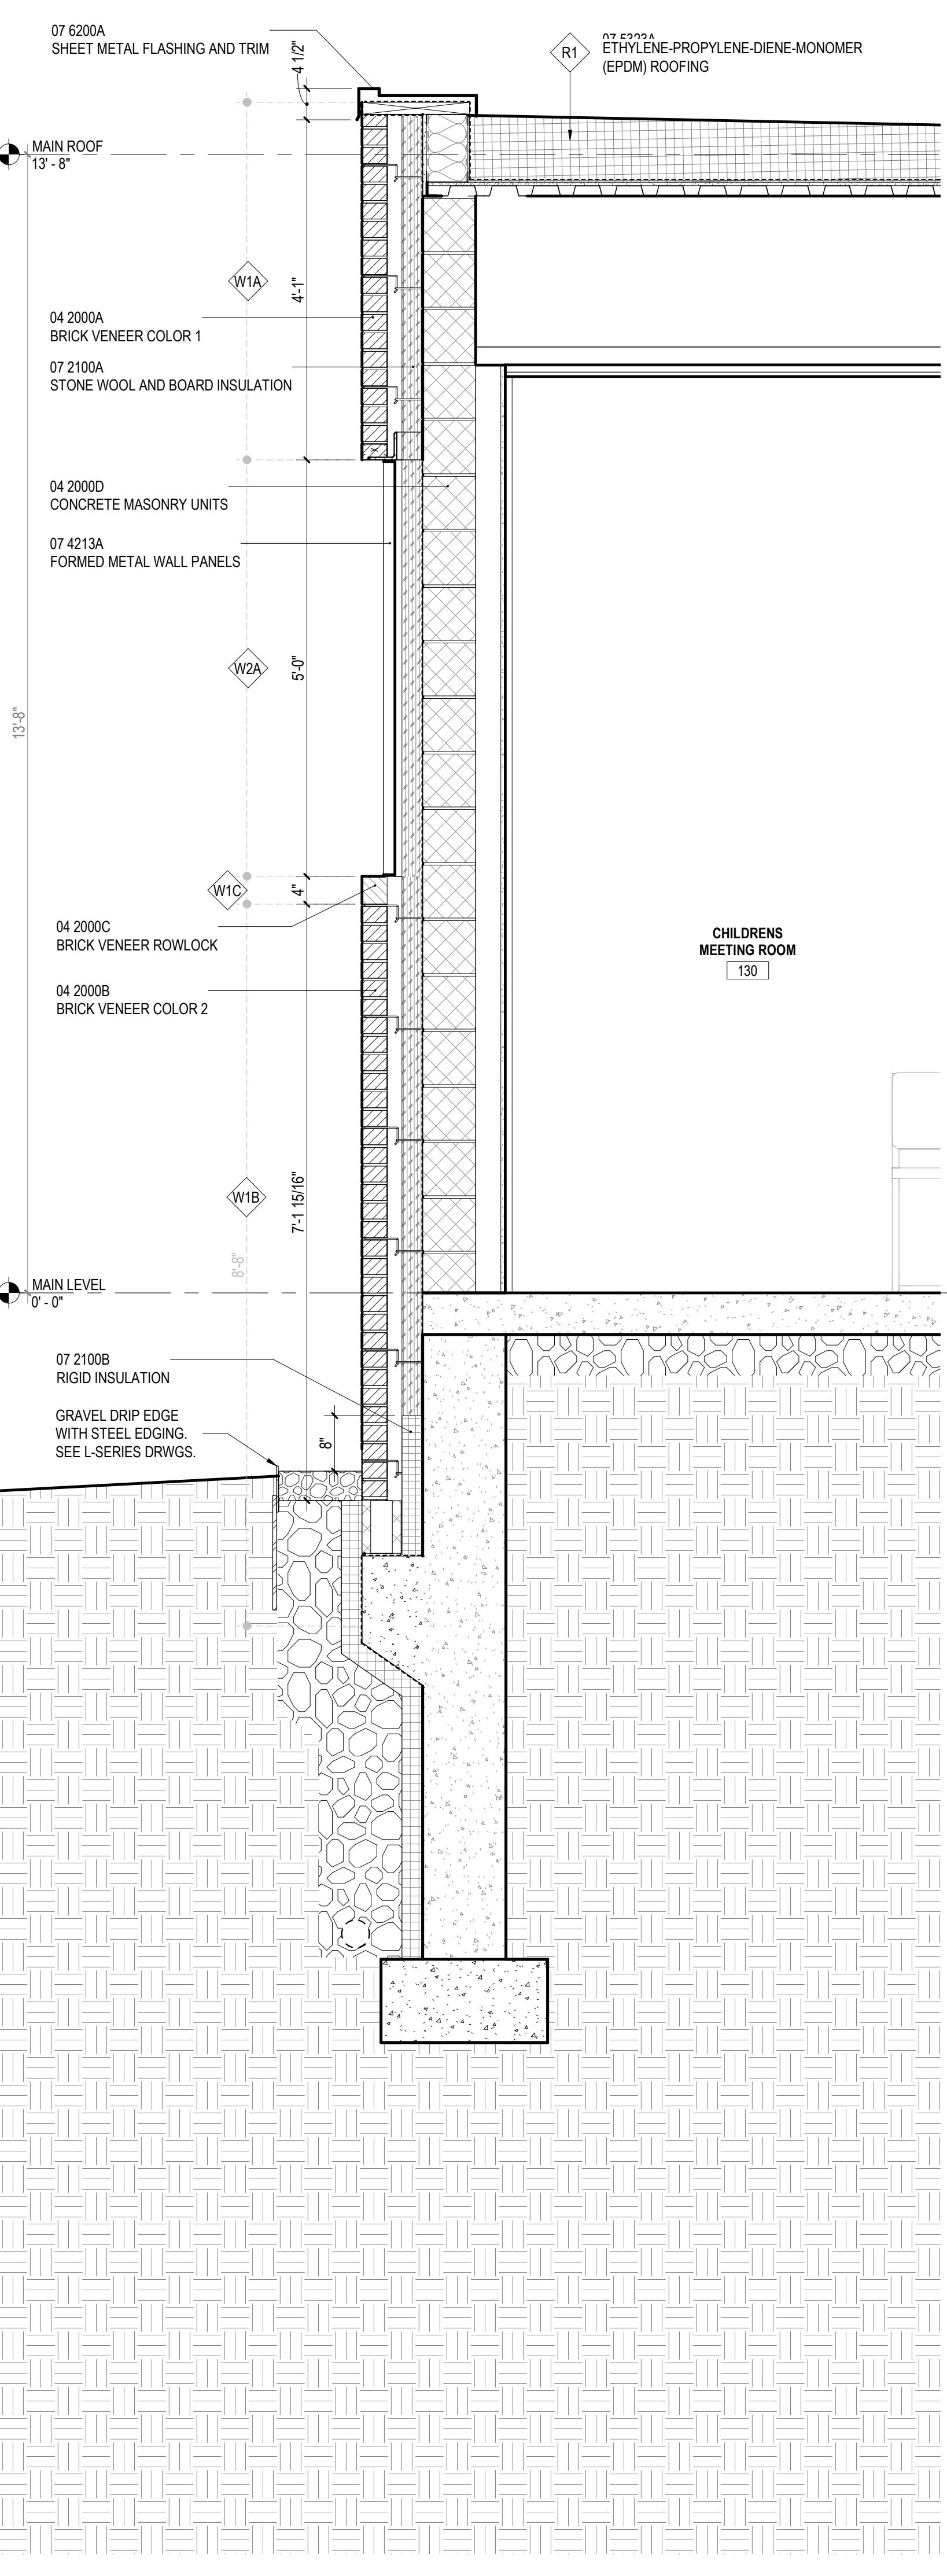 07 6200A
SHEET METAL FLASHING AND TRIM
4 1/2"
07 5323A
R1
ETHYLENE-PROPYLENE-DIENE-MONOMER
(EPDM) ROOFING
MAIN ROOF
13' - 8"
W1A
4'-1"
04 2000A
BRICK VENEER COLOR 1
07 2100A
STONE WOOL AND BOARD INSULATION
04 2000D
CONCRETE MASONRY UNITS
07 4213A
FORMED METAL WALL PANELS
W2A
5'-0"
13'-8"
W1C
4"
04 2000C
BRICK VENEER ROWLOCK
CHILDRENS
MEETING ROOM
130
04 2000B
BRICK VENEER COLOR 2
W1B
7'-1 15/16"
8'-8"
MAIN LEVEL
0' - 0"
07 2100B
RIGID INSULATION
GRAVEL DRIP EDGE
WITH STEEL EDGING.
SEE L-SERIES DRWGS.
8"